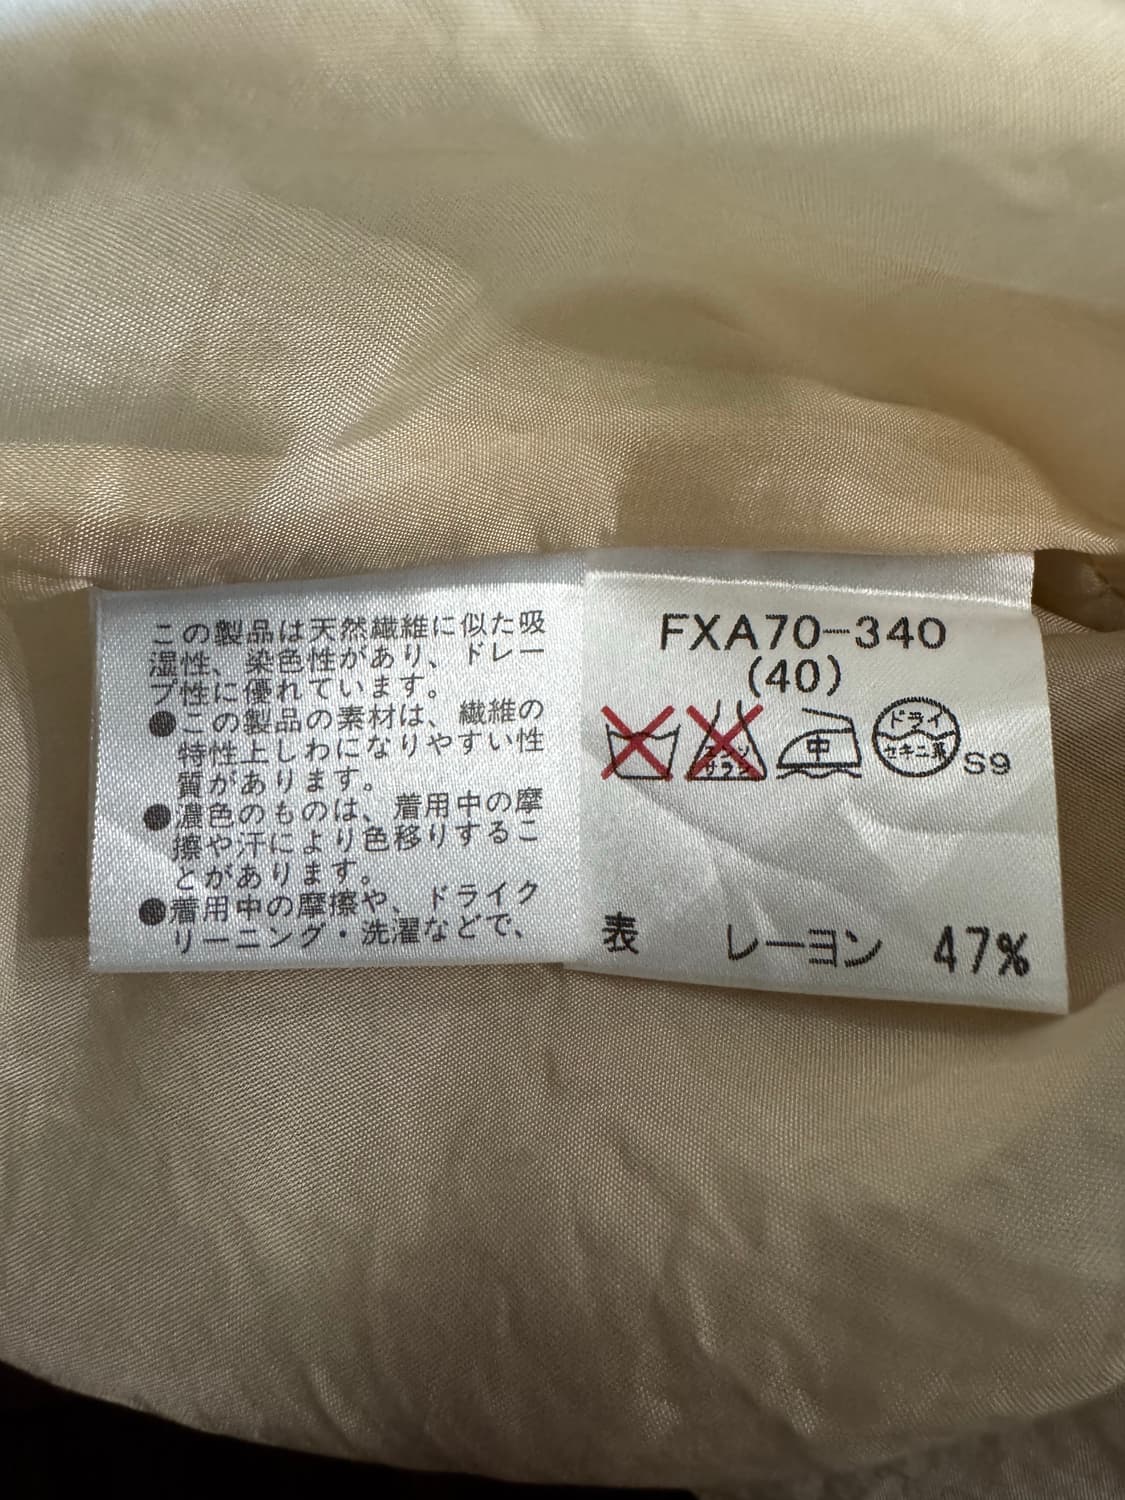 この製品は天然繊維に似た吸
湿性、染色性があり、ドレー
プ性に優れています。
●この製品の素材は、繊維の
特性上しわになりやすい性
質があります。
●濃色のものは、着用中の摩
擦や汗により色移りするこ
とがあります。
●着用中の摩擦や、ドライク
リーニング・洗濯などで、
FXA70-340
(40)
エンソ
サラシ
中
ドライ
セキユ系
S9
表 レーヨン 47%